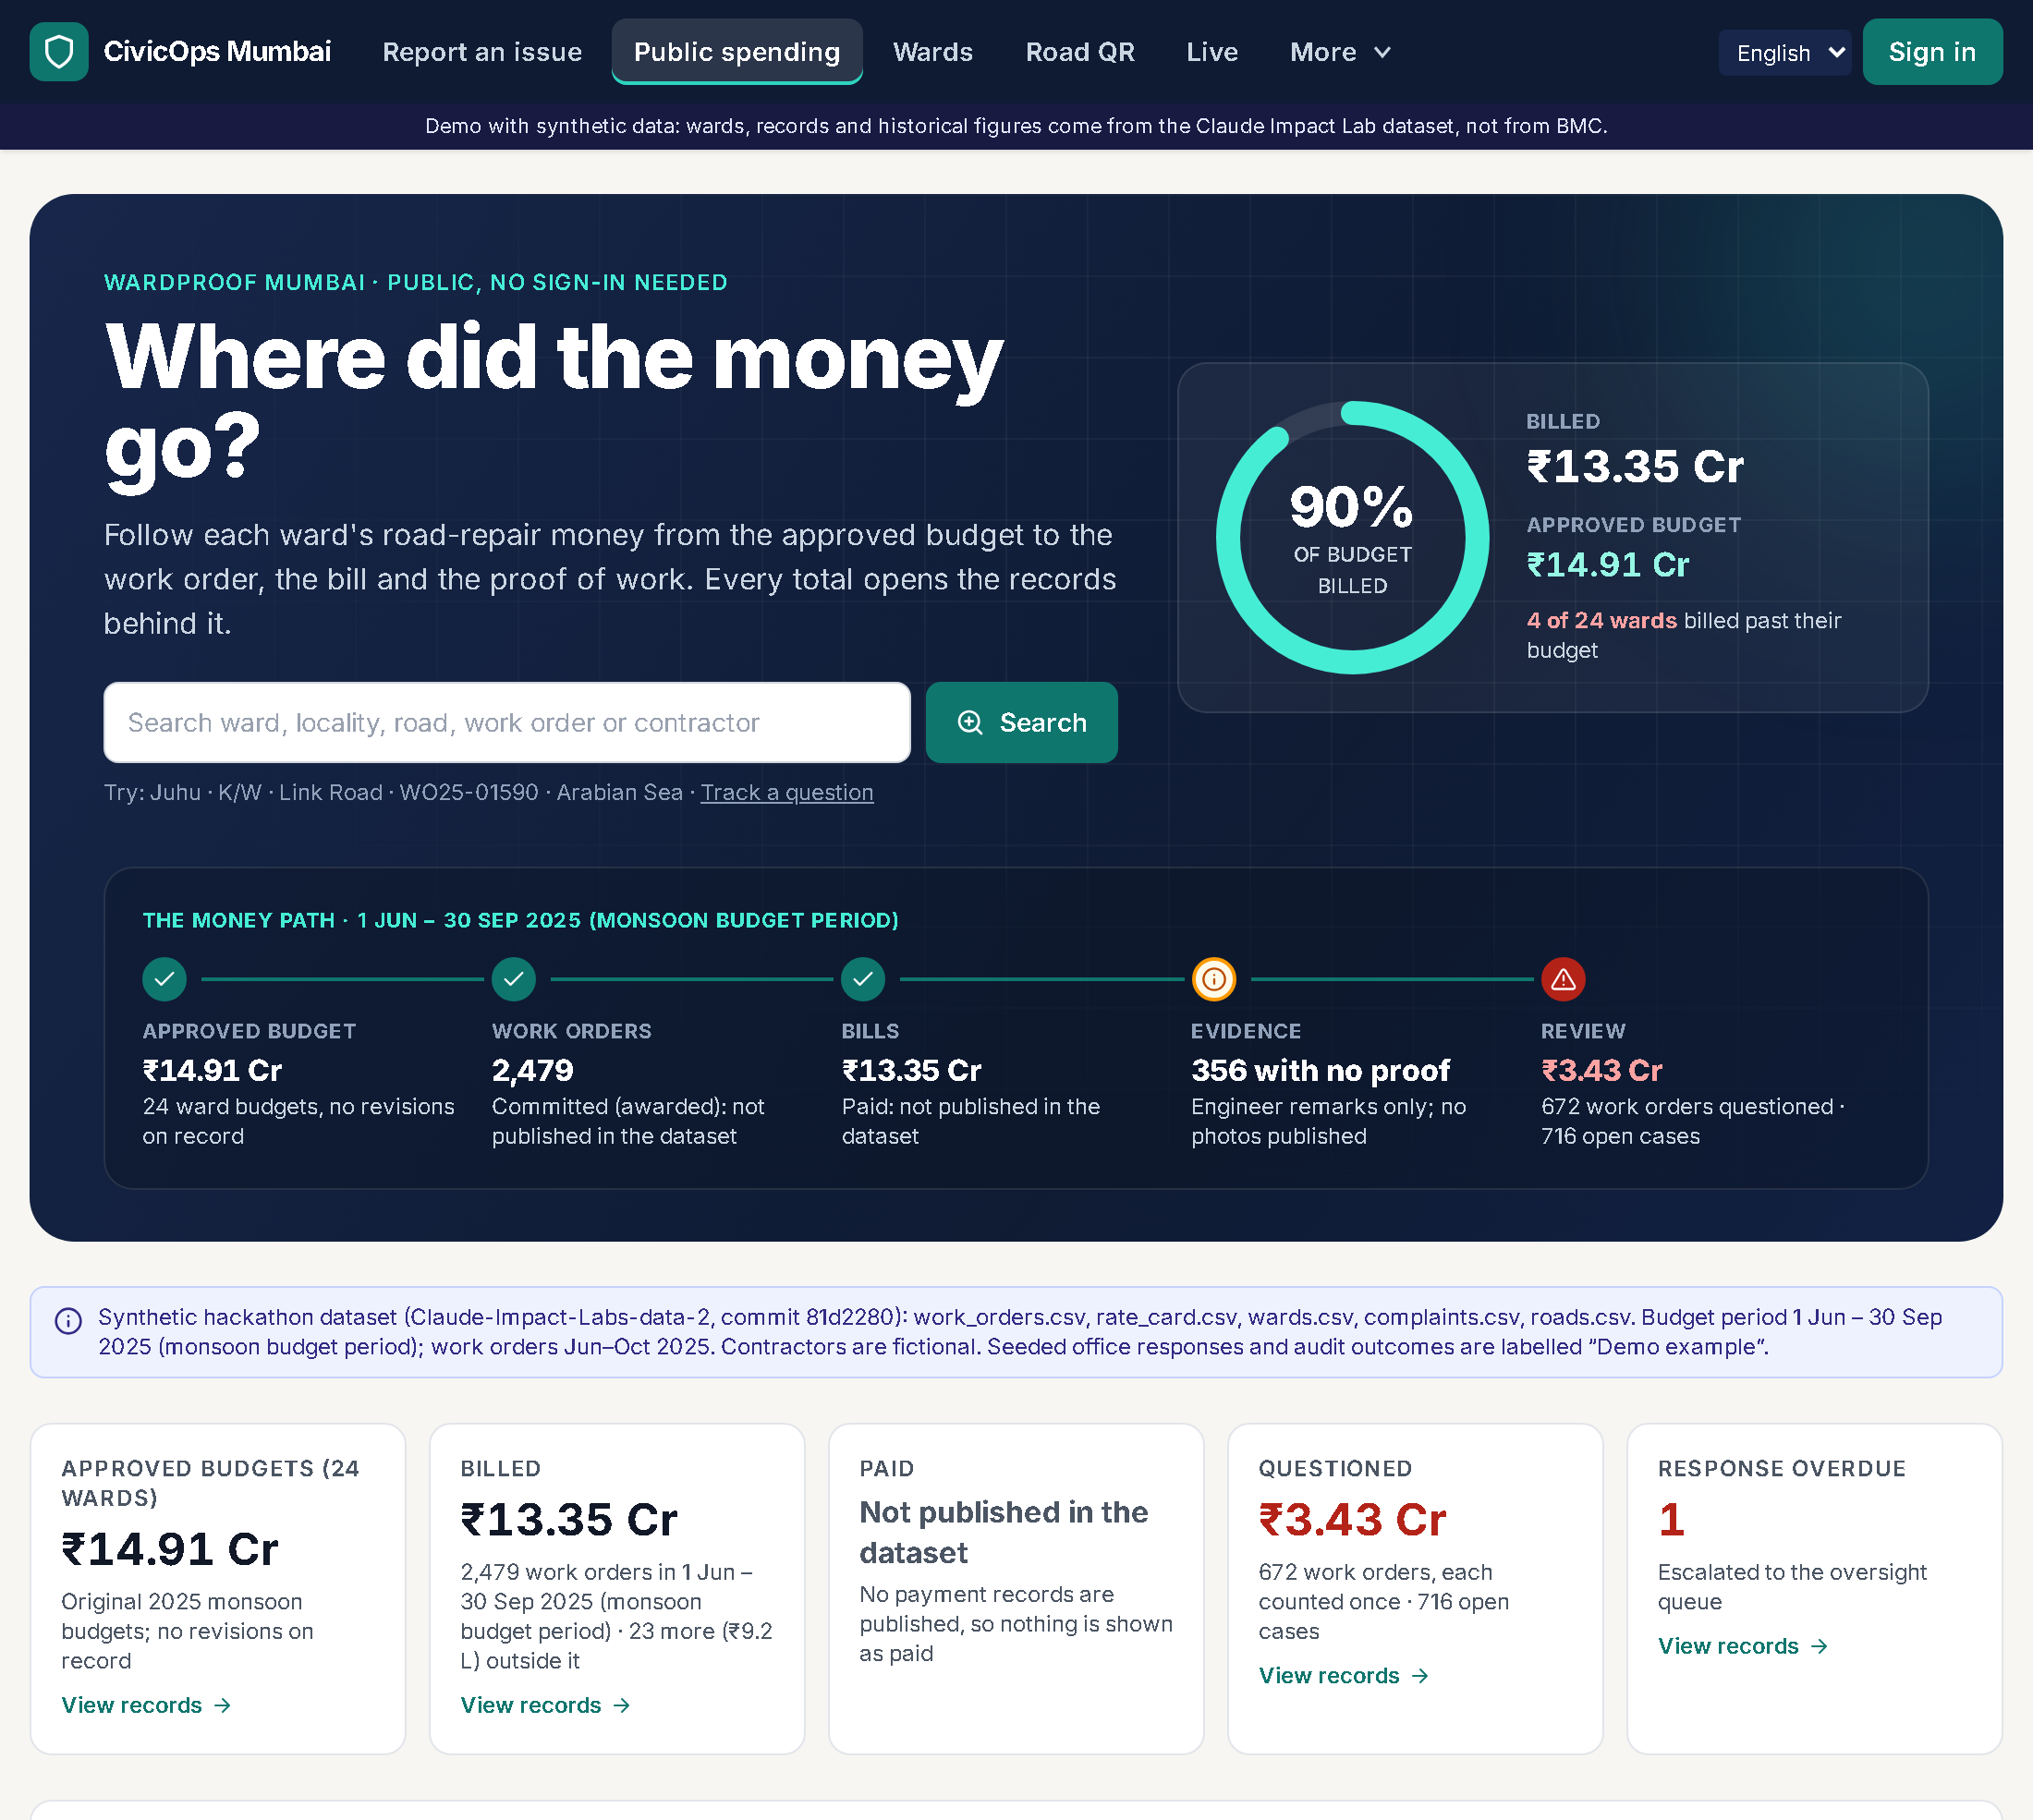 CivicOps Mumbai
Report an issue
Public spending
Wards
Road QR
Live
More
English
Sign in
Demo with synthetic data: wards, records and historical figures come from the Claude Impact Lab dataset, not from BMC.
WARDPROOF MUMBAI · PUBLIC, NO SIGN-IN NEEDED
Where did the money
go?
Follow each ward's road-repair money from the approved budget to the
work order, the bill and the proof of work. Every total opens the records
behind it.
Search ward, locality, road, work order or contractor
Search
Try: Juhu · K/W · Link Road · WO25-01590 · Arabian Sea · Track a question
90%
OF BUDGET
BILLED
BILLED
₹13.35 Cr
APPROVED BUDGET
₹14.91 Cr
4 of 24 wards billed past their
budget
THE MONEY PATH · 1 JUN – 30 SEP 2025 (MONSOON BUDGET PERIOD)
APPROVED BUDGET
₹14.91 Cr
24 ward budgets, no revisions
on record
WORK ORDERS
2,479
Committed (awarded): not
published in the dataset
BILLS
₹13.35 Cr
Paid: not published in the
dataset
EVIDENCE
356 with no proof
Engineer remarks only; no
photos published
REVIEW
₹3.43 Cr
672 work orders questioned ·
716 open cases
Synthetic hackathon dataset (Claude-Impact-Labs-data-2, commit 81d2280): work_orders.csv, rate_card.csv, wards.csv, complaints.csv, roads.csv. Budget period 1 Jun – 30 Sep
2025 (monsoon budget period); work orders Jun–Oct 2025. Contractors are fictional. Seeded office responses and audit outcomes are labelled “Demo example”.
APPROVED BUDGETS (24
WARDS)
₹14.91 Cr
Original 2025 monsoon
budgets; no revisions on
record
View records →
BILLED
₹13.35 Cr
2,479 work orders in 1 Jun –
30 Sep 2025 (monsoon
budget period) · 23 more (₹9.2
L) outside it
View records →
PAID
Not published in the
dataset
No payment records are
published, so nothing is shown
as paid
QUESTIONED
₹3.43 Cr
672 work orders, each
counted once · 716 open
cases
View records →
RESPONSE OVERDUE
1
Escalated to the oversight
queue
View records →